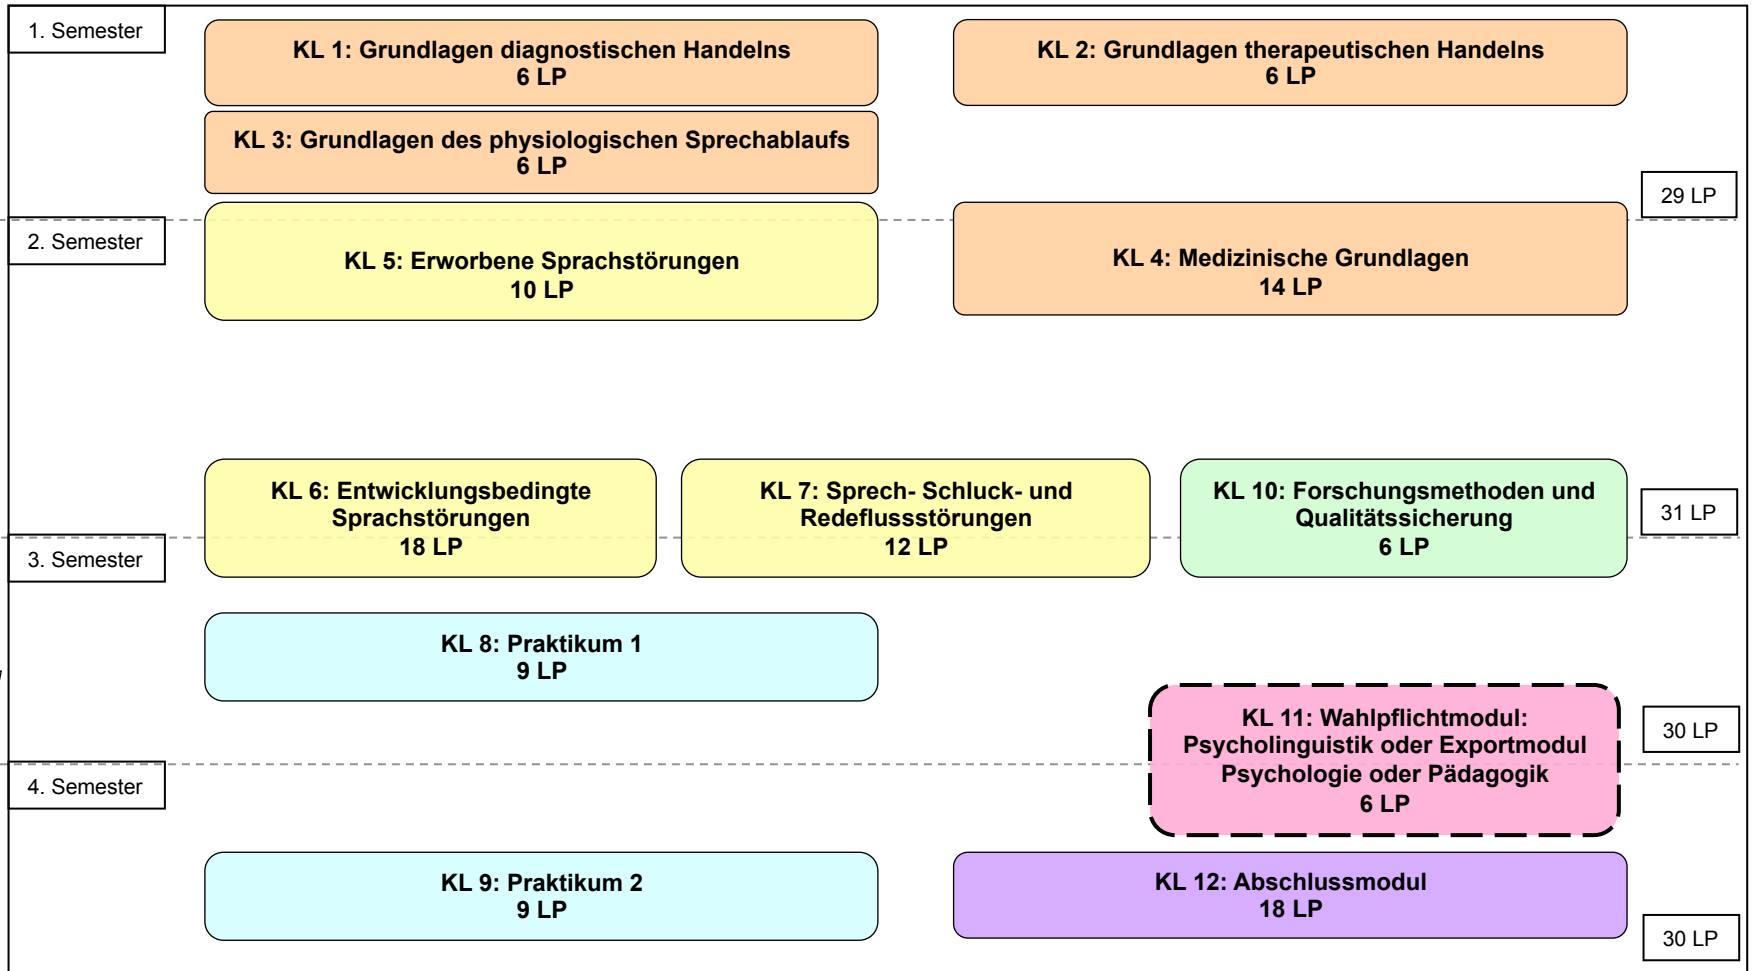 1. Semester
KL 1: Grundlagen diagnostischen Handelns
6 LP
KL 2: Grundlagen therapeutischen Handelns
6 LP
KL 3: Grundlagen des physiologischen Sprechablaufs
6 LP
29 LP
2. Semester
KL 5: Erworbene Sprachstörungen
10 LP
KL 4: Medizinische Grundlagen
14 LP
KL 6: Entwicklungsbedingte
Sprachstörungen
18 LP
KL 7: Sprech- Schluck- und
Redeflussstörungen
12 LP
KL 10: Forschungsmethoden und
Qualitätssicherung
6 LP
31 LP
3. Semester
KL 8: Praktikum 1
9 LP
KL 11: Wahlpflichtmodul:
Psycholinguistik oder Exportmodul
Psychologie oder Pädagogik
6 LP
30 LP
4. Semester
KL 9: Praktikum 2
9 LP
KL 12: Abschlussmodul
18 LP
30 LP